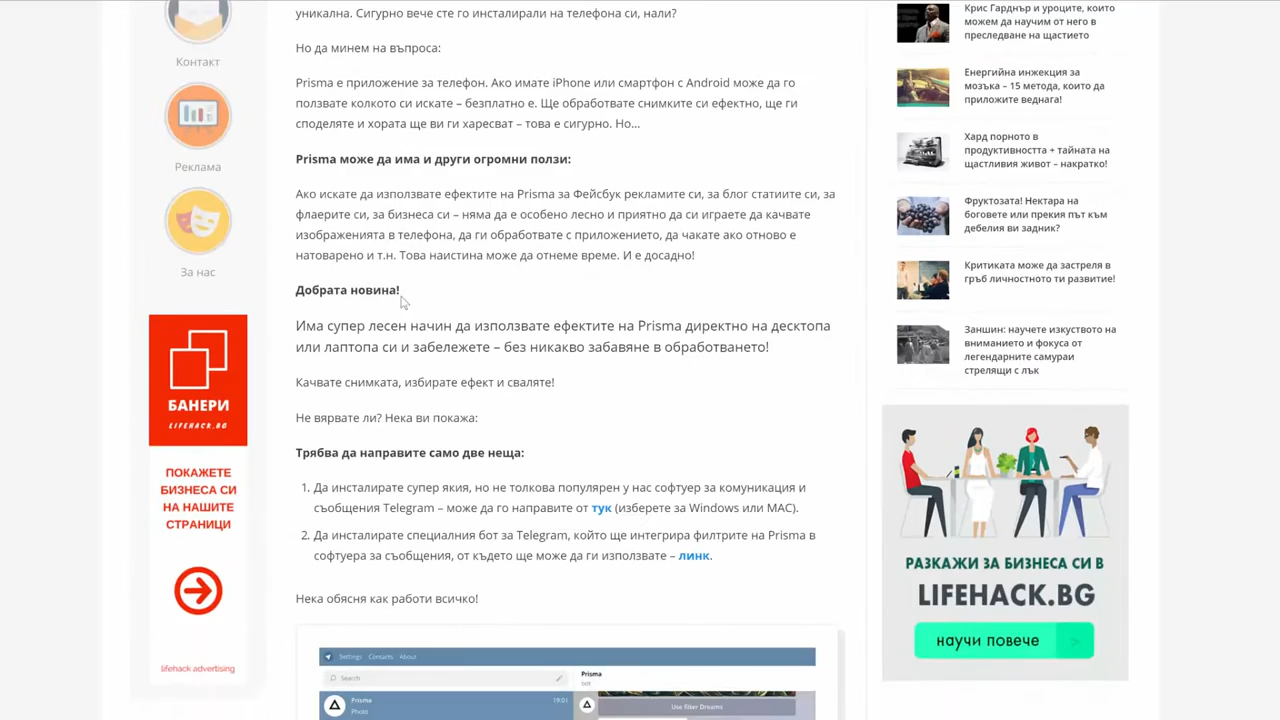 уникална. Сигурно вече сте го инсталирали на телефона си, нали?
Но да минем на въпроса:
Prisma е приложение за телефон. Ако имате iPhone или смартфон с Android може да го
ползвате колкото си искате – безплатно е. Ще обработвате снимките си ефектно, ще ги
споделяте и хората ще ви ги харесват – това е сигурно. Но...
Prisma може да има и други огромни ползи:
Ако искате да използвате ефектите на Prisma за Фейсбук рекламите си, за блог статиите си, за
флаерите си, за бизнеса си – няма да е особено лесно и приятно да си играете да качвате
изображенията в телефона, да ги обработвате с приложението, да чакате ако отново е
натоварено и т.н. Това наистина може да отнеме време. И е досадно!
Добрата новина!
Има супер лесен начин да използвате ефектите на Prisma директно на десктопа
или лаптопа си и забележете – без никакво забавяне в обработването!
Качвате снимката, избирате ефект и сваляте!
Не вярвате ли? Нека ви покажа:
Трябва да направите само две неща:
1. Да инсталирате супер якия, но не толкова популярен у нас софтуер за комуникация и
съобщения Telegram – може да го направите от тук (изберете за Windows или MAC).
2. Да инсталирате специалния бот за Telegram, който ще интегрира филтрите на Prisma в
софтуера за съобщения, от където ще може да ги използвате – линк.
Нека обясня как работи всичко!
Settings Contacts About
Search
Prisma
bot
Prisma 19:01
Photo
Use Filter Dreams
Контакт
Реклама
За нас
БАНЕРИ
LIFEHACK.BG
ПОКАЖЕТЕ
БИЗНЕСА СИ
НА НАШИТЕ
СТРАНИЦИ
lifehack advertising
Крис Гарднър и уроците, които
можем да научим от него в
преследване на щастието
Енергийна инжекция за
мозъка – 15 метода, които да
приложите веднага!
Хард порното в
продуктивността + тайната на
щастливия живот – накратко!
Фруктозата! Нектара на
боговете или прекия път към
дебелия ви задник?
Критиката може да застреля в
гръб личностното ти развитие!
Заншин: научете изкуството на
вниманието и фокуса от
легендарните самураи
стрелящи с лък
РАЗКАЖИ ЗА БИЗНЕСА СИ В
LIFEHACK.BG
научи повече >